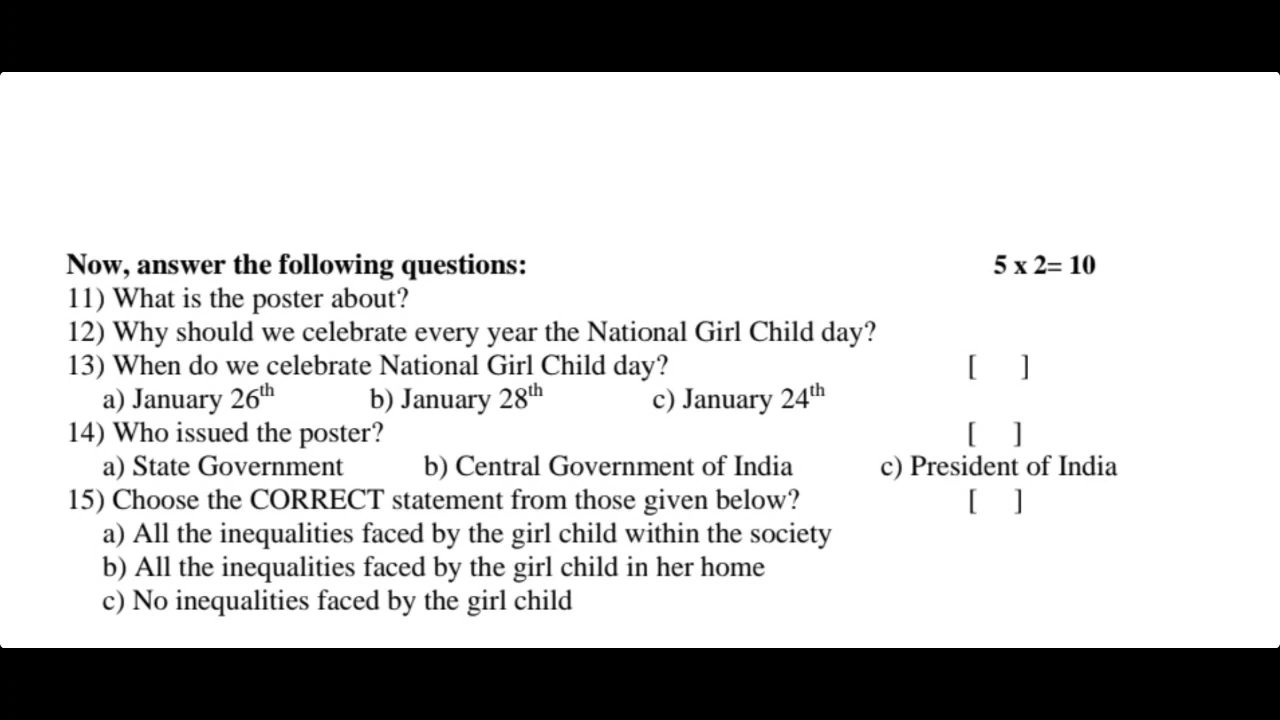 Now, answer the following questions: 5 x 2= 10
11) What is the poster about?
12) Why should we celebrate every year the National Girl Child day?
13) When do we celebrate National Girl Child day? [ ]
a) January 26th b) January 28th c) January 24th
14) Who issued the poster? [ ]
a) State Government b) Central Government of India c) President of India
15) Choose the CORRECT statement from those given below? [ ]
a) All the inequalities faced by the girl child within the society
b) All the inequalities faced by the girl child in her home
c) No inequalities faced by the girl child